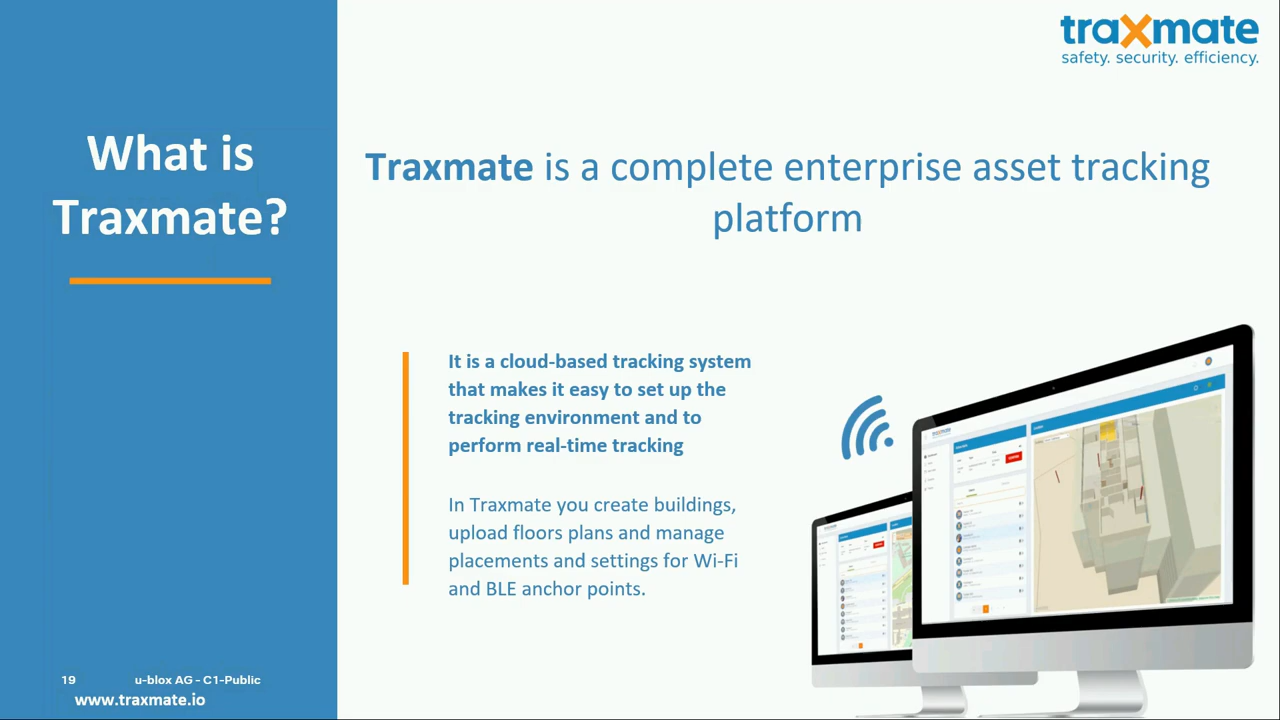 traxmate
safety. security. efficiency.
What is
Traxmate?
Traxmate is a complete enterprise asset tracking
platform
It is a cloud-based tracking system
that makes it easy to set up the
tracking environment and to
perform real-time tracking
In Traxmate you create buildings,
upload floors plans and manage
placements and settings for Wi-Fi
and BLE anchor points.
19 u-blox AG - C1-Public
www.traxmate.io